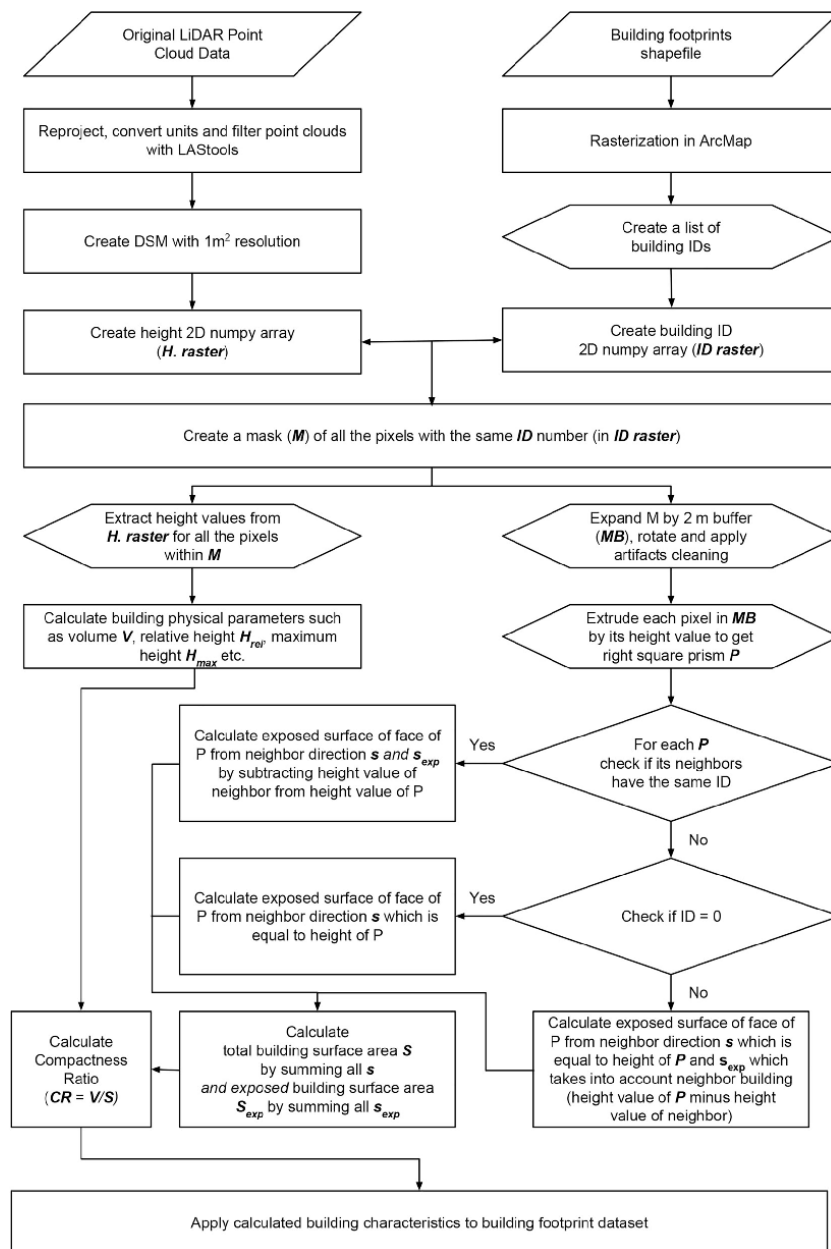 Original LiDAR Point
Cloud Data
Building footprints
shapefile
Reproject, convert units and filter point clouds
with LAStools
Rasterization in ArcMap
Create DSM with 1m² resolution
Create a list of
building IDs
Create height 2D numpy array
(H. raster)
Create building ID
2D numpy array (ID raster)
Create a mask (M) of all the pixels with the same ID number (in ID raster)
Extract height values from
H. raster for all the pixels
within M
Expand M by 2 m buffer
(MB), rotate and apply
artifacts cleaning
Calculate building physical parameters such
as volume V, relative height H_rel, maximum
height H_max etc.
Extrude each pixel in MB
by its height value to get
right square prism P
Calculate exposed surface of face of
P from neighbor direction s and s_exp
by subtracting height value of
neighbor from height value of P
Yes
For each P
check if its neighbors
have the same ID
No
Calculate exposed surface of face of
P from neighbor direction s which is
equal to height of P
Yes
Check if ID = 0
No
Calculate
Compactness
Ratio
(CR = V/S)
Calculate
total building surface area S
by summing all s
and exposed building surface area
S_exp by summing all s_exp
Calculate exposed surface of face of
P from neighbor direction s which is
equal to height of P and s_exp which
takes into account neighbor building
(height value of P minus height
value of neighbor)
Apply calculated building characteristics to building footprint dataset